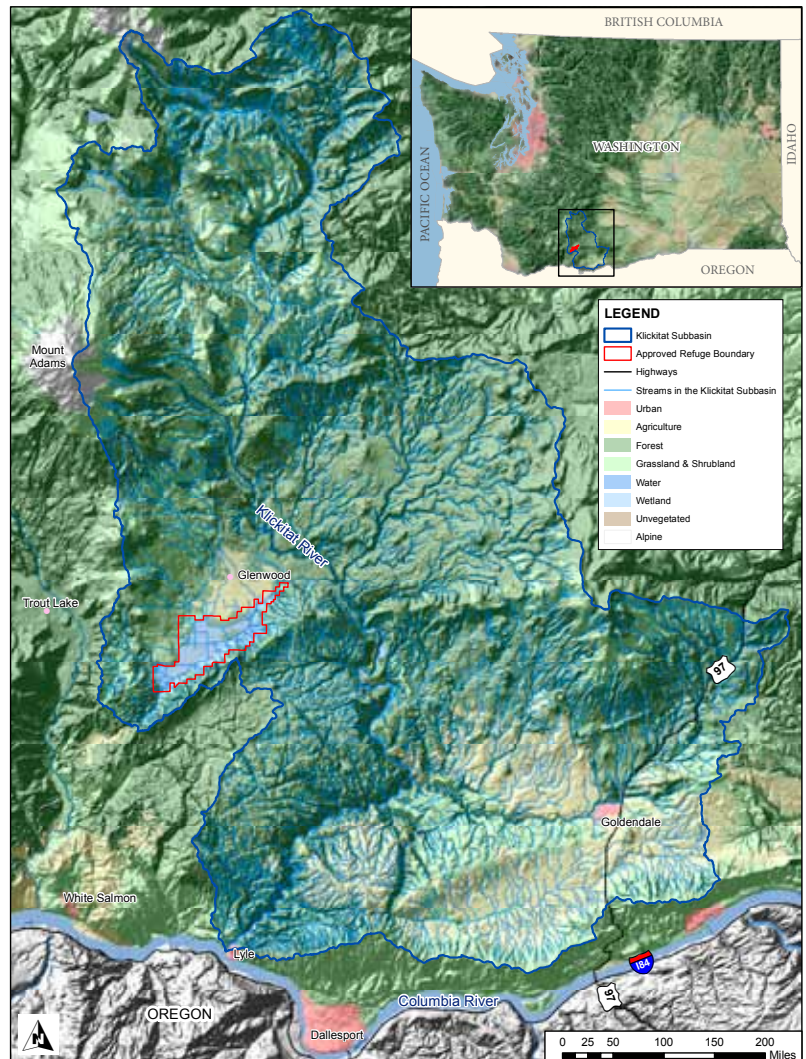 BRITISH COLUMBIA
PACIFIC OCEAN
WASHINGTON
IDAHO
OREGON
LEGEND
Klickitat Subbasin
Approved Refuge Boundary
Highways
Streams in the Klickitat Subbasin
Urban
Agriculture
Forest
Grassland & Shrubland
Water
Wetland
Unvegetated
Alpine
Mount
Adams
Klickitat River
Glenwood
Trout Lake
97
Goldendale
White Salmon
Lyle
I84
Columbia River
97
OREGON
Dallesport
N
0 25 50 100 150 200
Miles